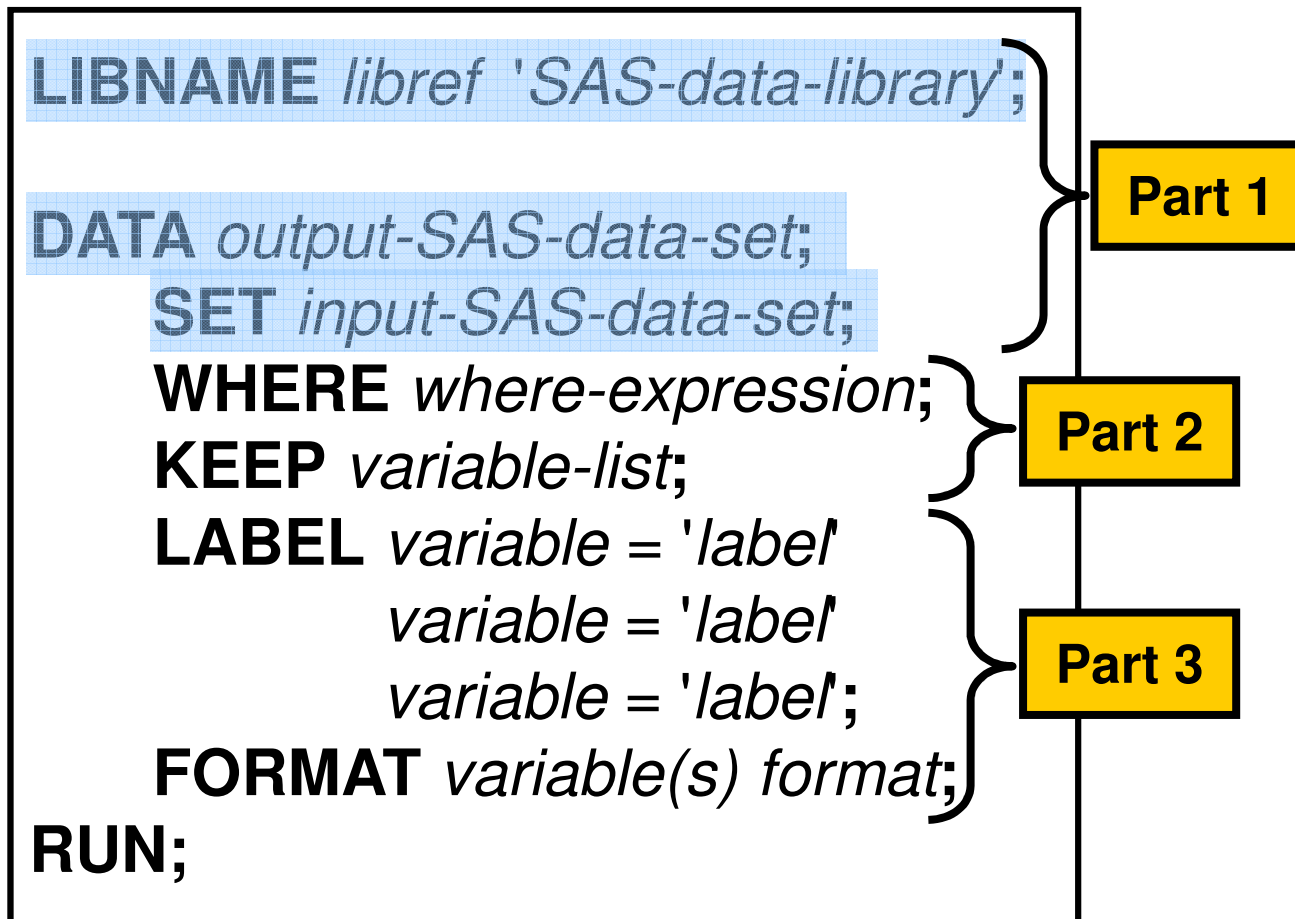 LIBNAME libref 'SAS-data-library';
Part 1
DATA output-SAS-data-set;
SET input-SAS-data-set;
WHERE where-expression;
Part 2
KEEP variable-list;
LABEL variable = 'label'
variable = 'label'
Part 3
variable = 'label';
FORMAT variable(s) format;
RUN;